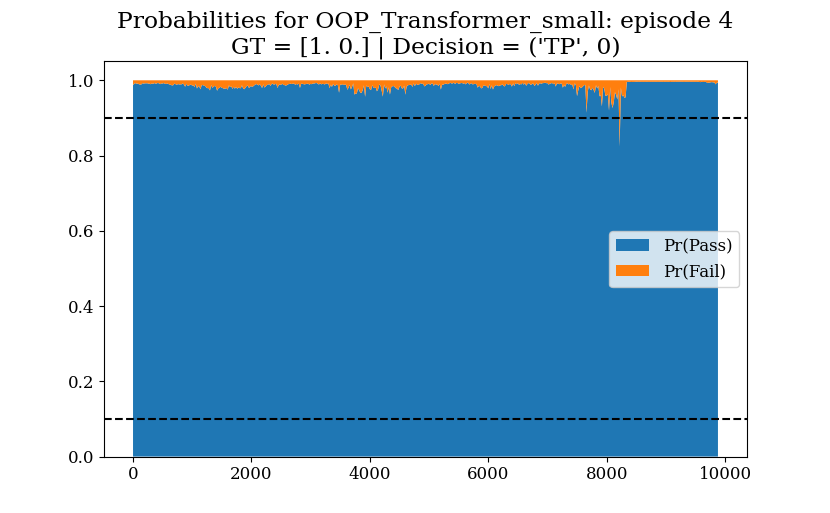 Probabilities for OOP_Transformer_small: episode 4
GT = [1. 0.] | Decision = ('TP', 0)
1.0
0.8
0.6
0.4
0.2
0.0
Pr(Pass)
Pr(Fail)
0 2000 4000 6000 8000 10000